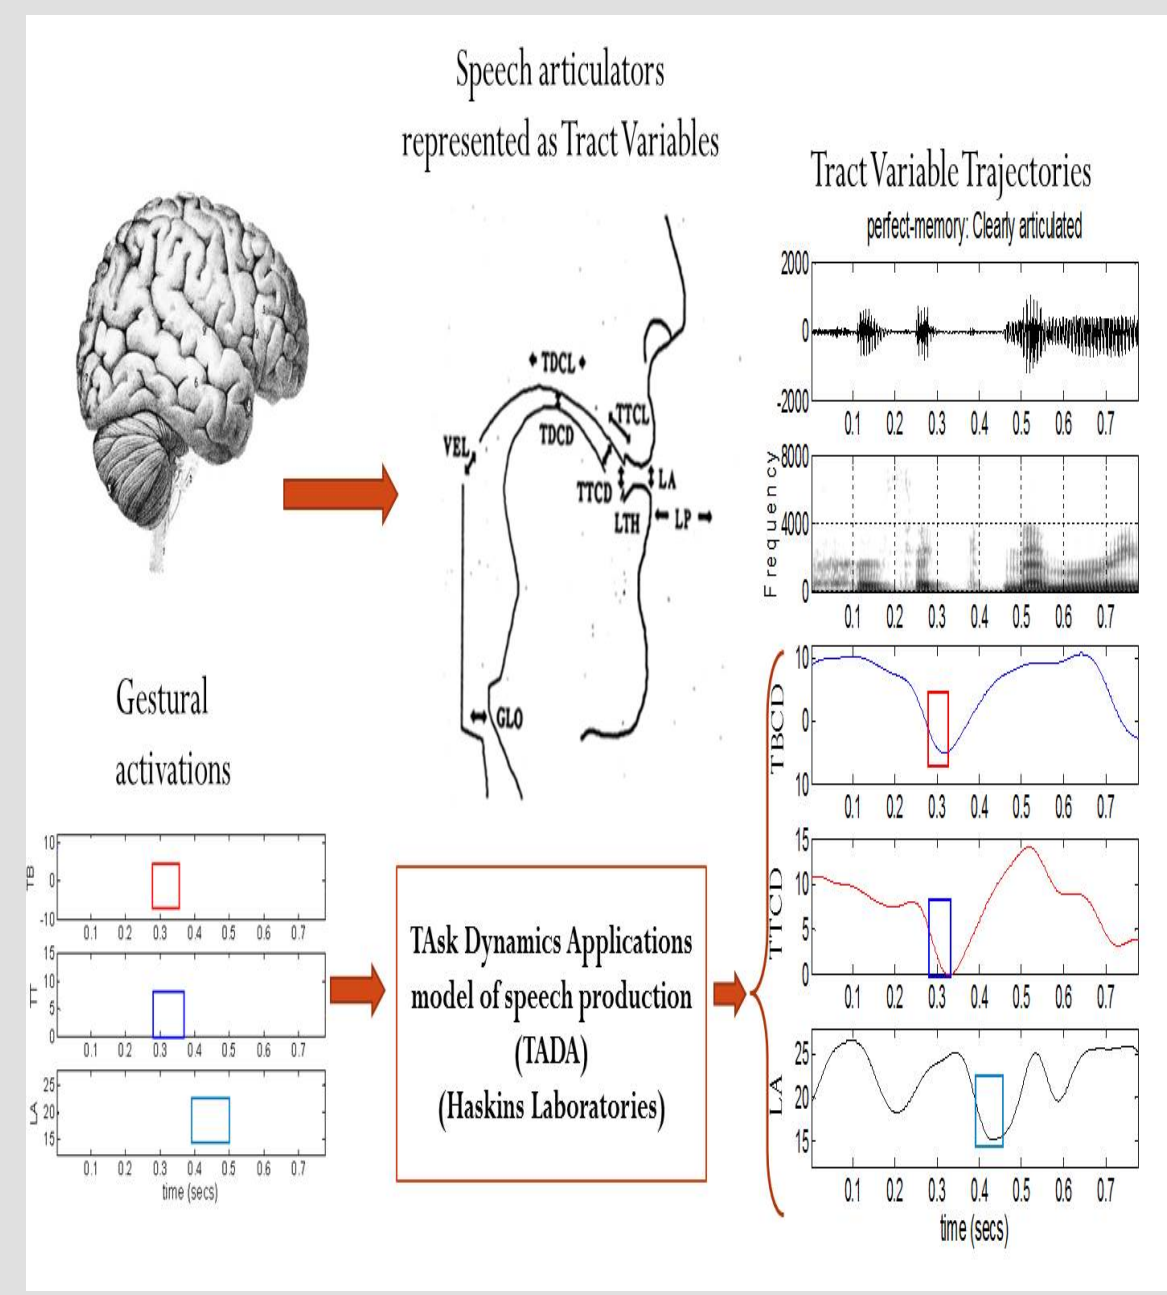 Speech articulators
represented as Tract Variables
Tract Variable Trajectories
perfect-memory: Clearly articulated
2000
0
-2000
0.1 0.2 0.3 0.4 0.5 0.6 0.7
Frequency
8000
4000
0
0.1 0.2 0.3 0.4 0.5 0.6 0.7
TBCD
10
0
10
0.1 0.2 0.3 0.4 0.5 0.6 0.7
TTCD
15
10
5
0
0.1 0.2 0.3 0.4 0.5 0.6 0.7
LA
25
20
15
0.1 0.2 0.3 0.4 0.5 0.6 0.7
time (secs)
TDCL
TTCL
VEL
TDCD
TTCD
LA
LTH
LP
GLO
Gestural
activations
TB
10
0
-10
0.1 0.2 0.3 0.4 0.5 0.6 0.7
TT
15
10
5
0
0.1 0.2 0.3 0.4 0.5 0.6 0.7
LA
25
20
15
0.1 0.2 0.3 0.4 0.5 0.6 0.7
time (secs)
TAsk Dynamics Applications
model of speech production
(TADA)
(Haskins Laboratories)